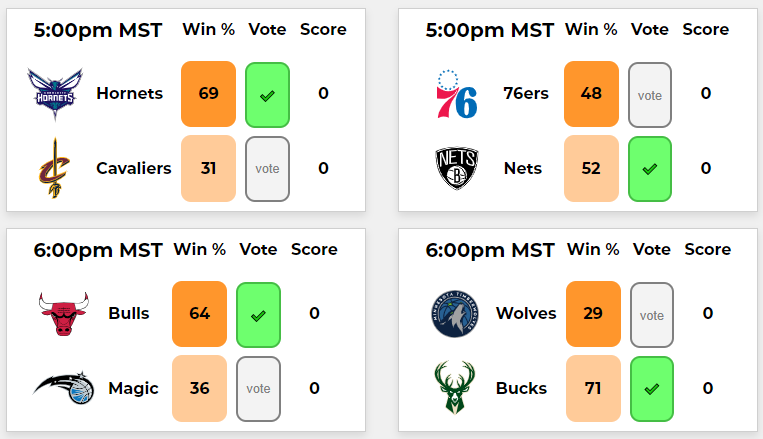 5:00pm MST Win % Vote Score
HORNETS
Hornets 69 0
Cavaliers 31 vote 0
5:00pm MST Win % Vote Score
76
76ers 48 vote 0
NETS
B
Nets 52 0
6:00pm MST Win % Vote Score
Bulls 64 0
Magic 36 vote 0
6:00pm MST Win % Vote Score
MINNESOTA TIMBERWOLVES
Wolves 29 vote 0
Bucks 71 0